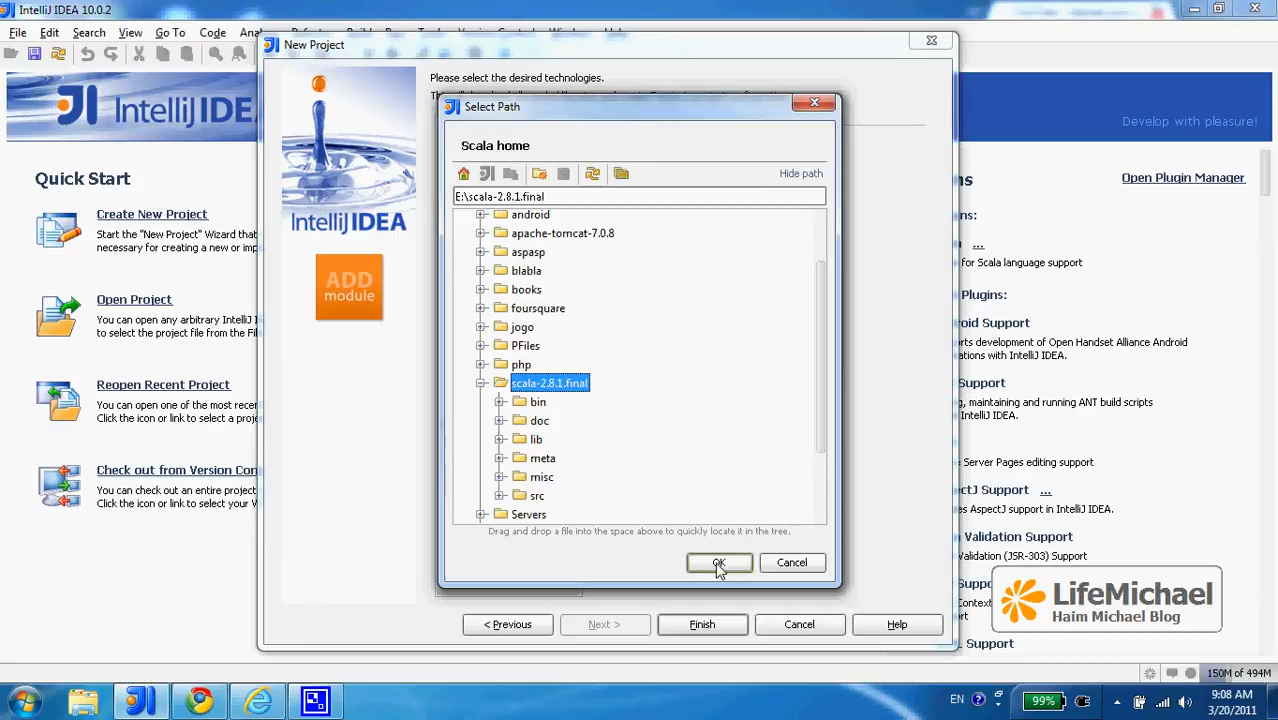 IntelliJ IDEA 10.0.2
File Edit Search View Go To Code
New Project
Please select the desired technologies.
IntelliJ IDE
Develop with pleasure!
Select Path
Scala home
Hide path
E:\scala-2.8.1.final
android
apache-tomcat-7.0.8
aspasp
blabla
books
foursquare
jogo
PFiles
php
scala-2.8.1.final
bin
doc
lib
meta
misc
src
Servers
Drag and drop a file into the space above to quickly locate it in the tree.
OK Cancel
IntelliJIDEA
ADD
module
< Previous Next > Finish Cancel Help
Quick Start
Create New Project
Start the "New Project" Wizard that
necessary for creating a new or imp
Open Project
You can open any arbitrary IntelliJ I
to select the project file from the Fil
Reopen Recent Project
You can open one of the most recer
Click the icon or link to select a proje
Check out from Version Con
You can check out an entire project
Click the icon or link to select your V
ns Open Plugin Manager
ns:
...
for Scala language support
Plugins:
oid Support
rts development of Open Handset Alliance Android
ations with IntelliJ IDEA.
Support
g, maintaining and running ANT build scripts
IntelliJ IDEA.
Server Pages editing support
ctJ Support ...
es AspectJ support in IntelliJ IDEA.
Validation Support
Validation (JSR-303) Support
LifeMichael
Haim Michael Blog
l Support
150M of 494M
EN 99% 9:08 AM
3/20/2011